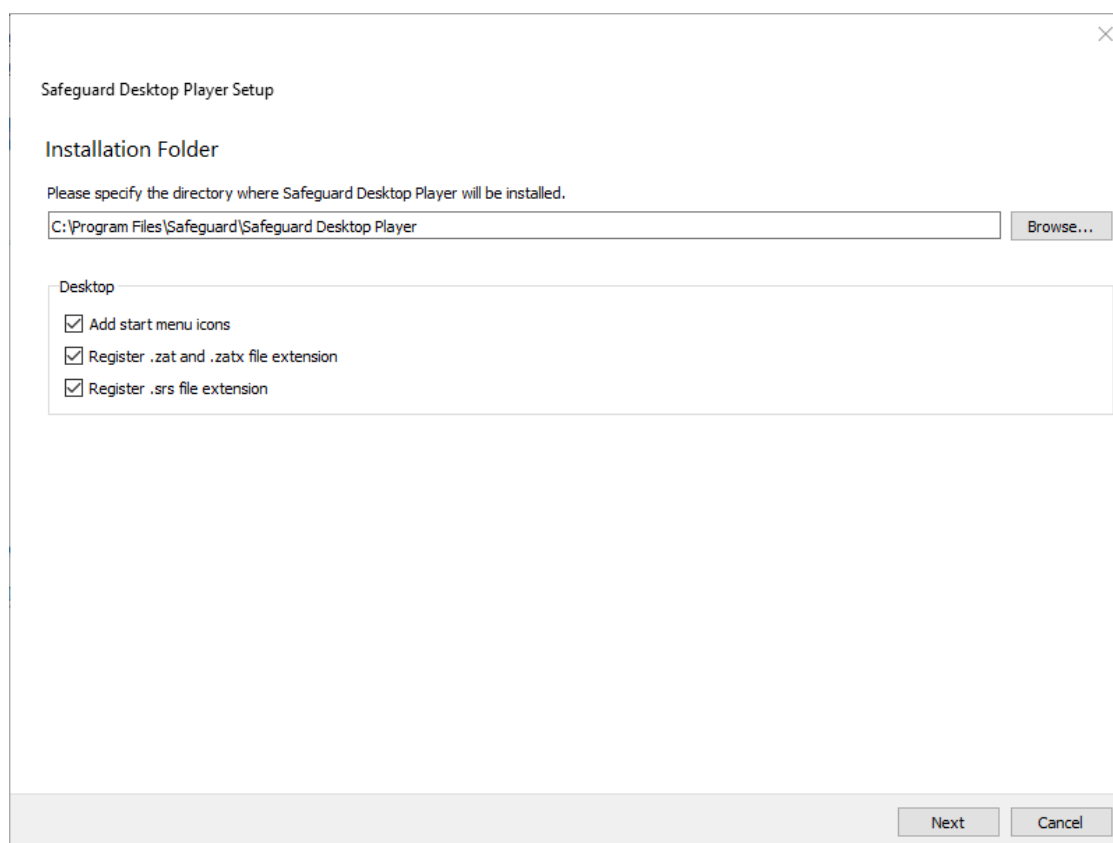 Safeguard Desktop Player Setup
Installation Folder
Please specify the directory where Safeguard Desktop Player will be installed.
C:\Program Files\Safeguard\Safeguard Desktop Player
Browse...
Desktop
Add start menu icons
Register .zat and .zatx file extension
Register .srs file extension
Next
Cancel